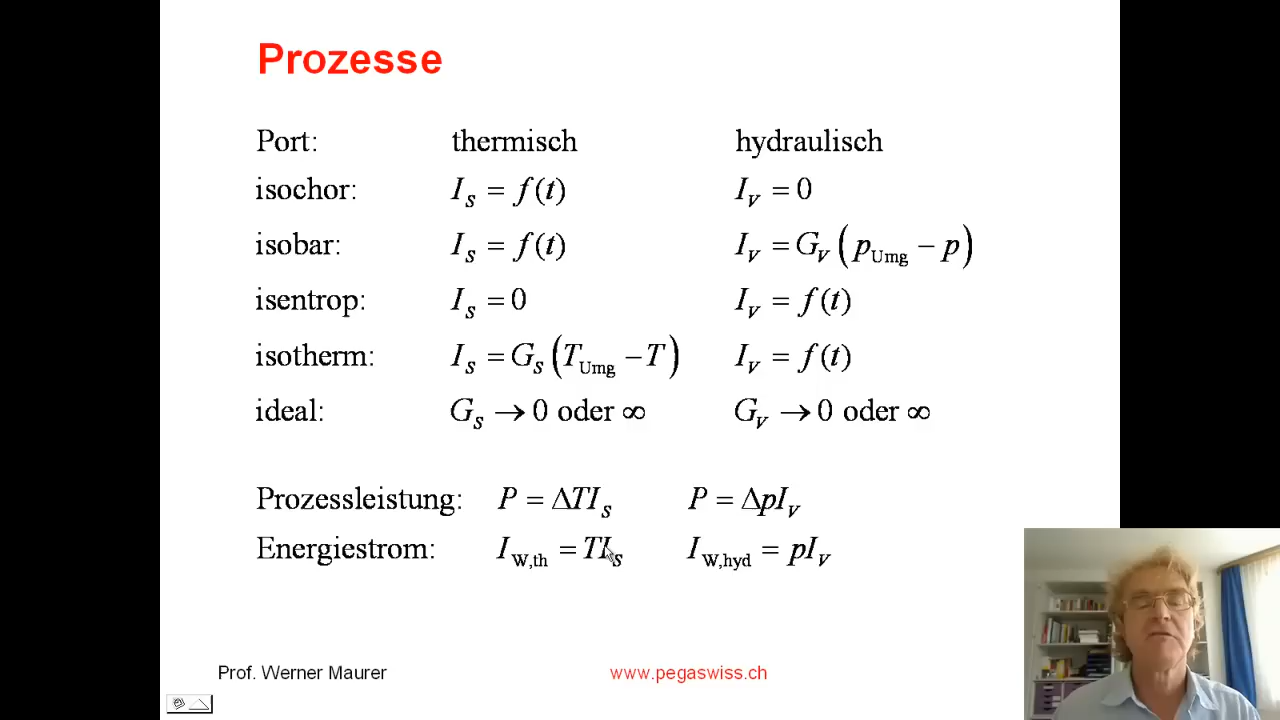 Prozesse
Port: thermisch hydraulisch
isochor: I_S = f(t) I_V = 0
isobar: I_S = f(t) I_V = G_V (p_Umg − p)
isentrop: I_S = 0 I_V = f(t)
isotherm: I_S = G_S (T_Umg − T) I_V = f(t)
ideal: G_S → 0 oder ∞ G_V → 0 oder ∞
Prozessleistung: P = ΔTI_S P = ΔpI_V
Energiestrom: I_W,th = TI_S I_W,hyd = pI_V
Prof. Werner Maurer www.pegaswiss.ch